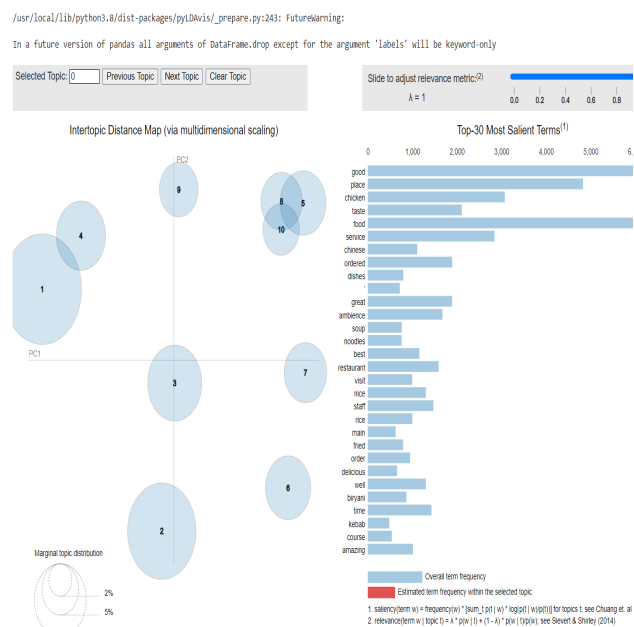 /usr/local/lib/python3.8/dist-packages/pyLDAvis/_prepare.py:243: FutureWarning:
In a future version of pandas all arguments of DataFrame.drop except for the argument 'labels' will be keyword-only
Selected Topic: 0 Previous Topic Next Topic Clear Topic
Slide to adjust relevance metric:(2)
λ = 1
0.0 0.2 0.4 0.6 0.8
Intertopic Distance Map (via multidimensional scaling)
PC2
PC1
9
8
5
10
4
1
3
7
6
2
Marginal topic distribution
2%
5%
Top-30 Most Salient Terms(1)
0 1,000 2,000 3,000 4,000 5,000 6,
good
place
chicken
taste
food
service
chinese
ordered
dishes
'
great
ambience
soup
noodles
best
restaurant
visit
nice
staff
rice
main
fried
order
delicious
well
biryani
time
kebab
course
amazing
Overall term frequency
Estimated term frequency within the selected topic
1. saliency(term w) = frequency(w) * [sum_t p(t | w) * log(p(t | w)/p(t))] for topics t; see Chuang et. al
2. relevance(term w | topic t) = λ * p(w | t) + (1 - λ) * p(w | t)/p(w); see Sievert & Shirley (2014)